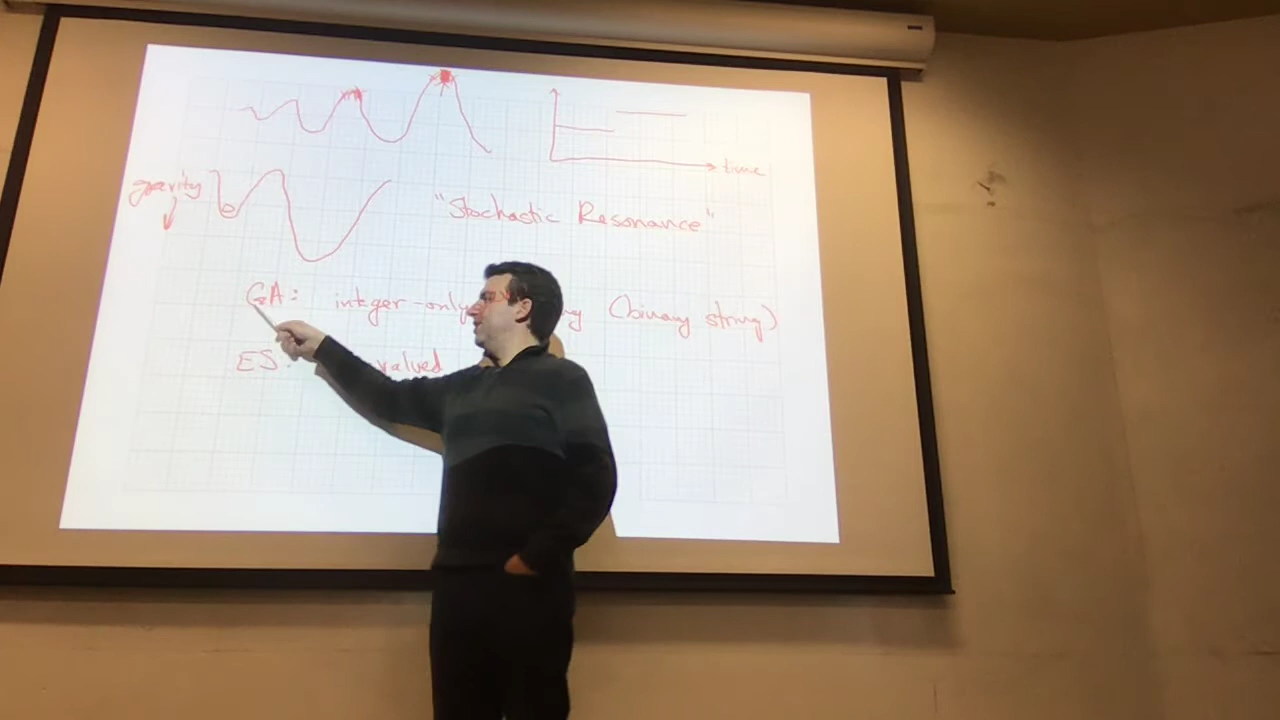 time
gravity
"Stochastic Resonance"
GA: integer-only (binary string)
ES: valued